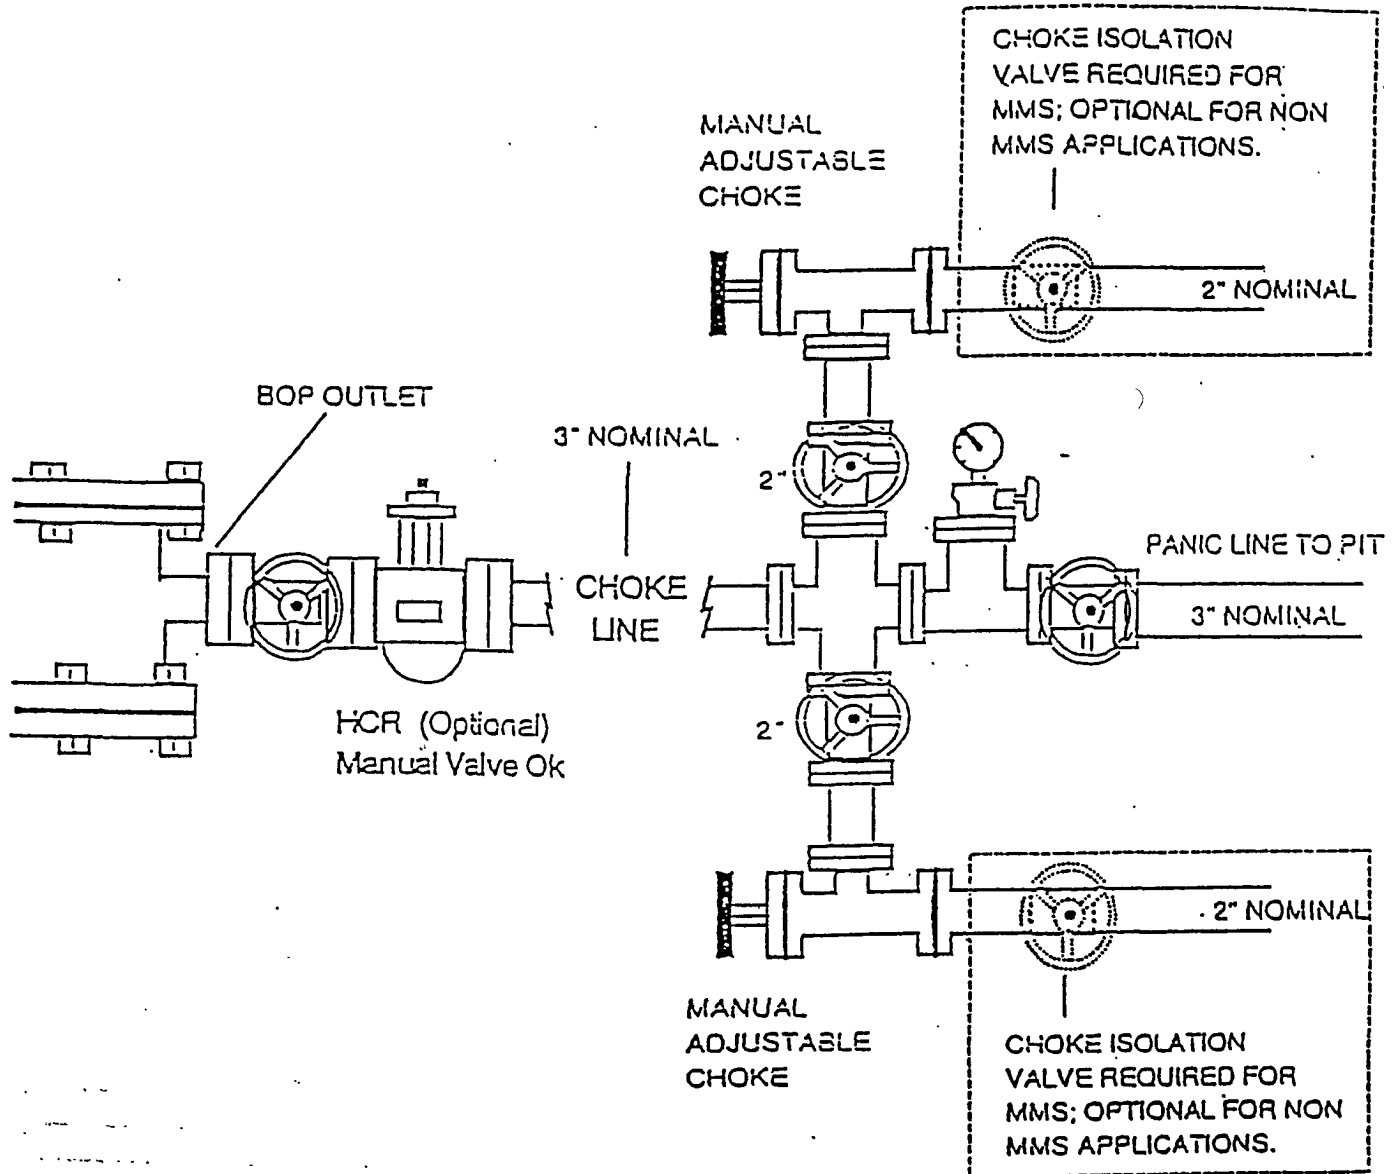 CHOKE ISOLATION
VALVE REQUIRED FOR
MMS; OPTIONAL FOR NON
MMS APPLICATIONS.
MANUAL
ADJUSTABLE
CHOKE
2" NOMINAL
BOP OUTLET
3" NOMINAL
2"
PANIC LINE TO PIT
CHOKE
LINE
3" NOMINAL
HCR (Optional)
Manual Valve Ok
2"
2" NOMINAL
MANUAL
ADJUSTABLE
CHOKE
CHOKE ISOLATION
VALVE REQUIRED FOR
MMS; OPTIONAL FOR NON
MMS APPLICATIONS.